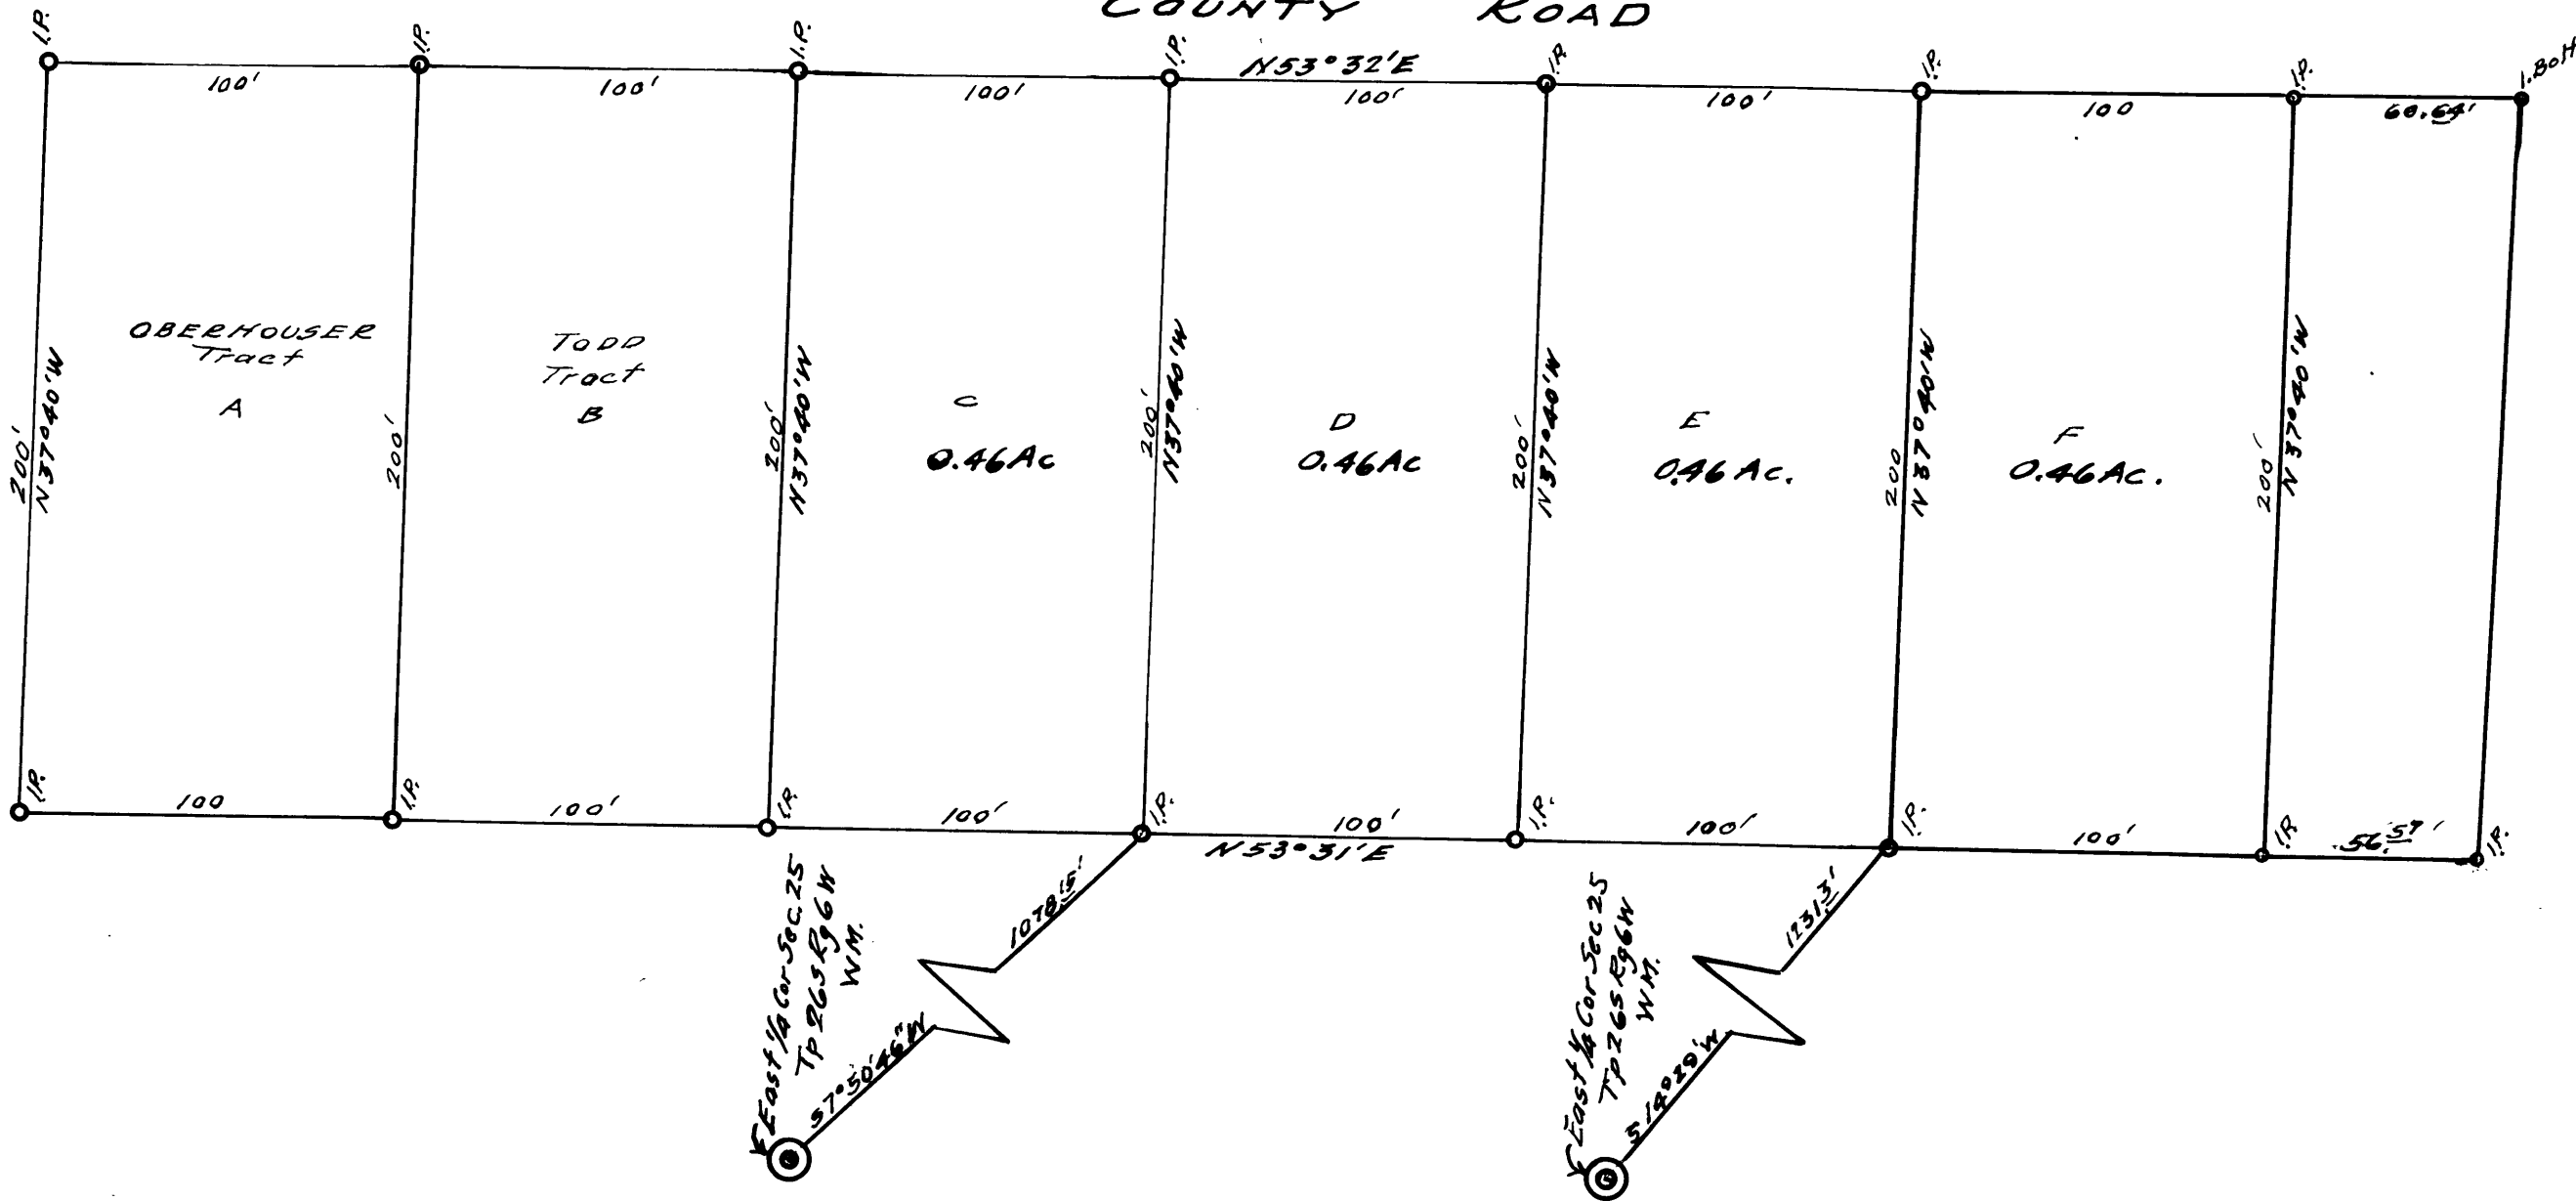 COUNTY ROAD
I.P.
I.P.
I.P.
I.P.
I.P.
I.P.
I.P.
I. Bolt
N53°32'E
100'
100'
100'
100'
100'
100
60.64'
OBERHOUSER
Tract
A
TODD
Tract
B
C
0.46Ac
D
0.46Ac
E
0.46 Ac.
F
0.46Ac.
200'
N37°40'W
200'
200'
N37°40'W
200'
N37°40'W
200'
N37°40'W
200
N37°40'W
200'
N37°40'W
I.P.
I.P.
I.P.
I.P.
I.P.
I.P.
I.P.
I.P.
100
100'
100'
100'
100'
100'
56.57'
N53°31'E
1078.5'
S7°50'46"W
East 1/4 Cor Sec. 25
Tp 26S Rg 6W
W.M.
1231.3'
S14°29'W
East 1/4 Cor Sec 25
Tp 26S Rg 6W
W.M.